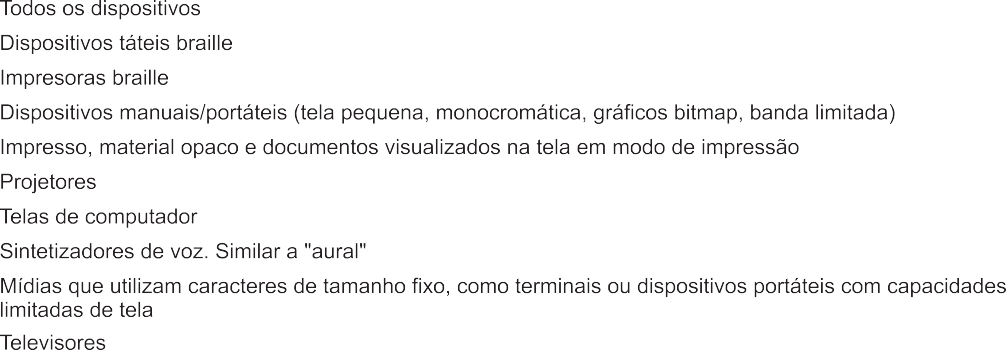 Todos os dispositivos
Dispositivos táteis braille
Impresoras braille
Dispositivos manuais/portáteis (tela pequena, monocromática, gráficos bitmap, banda limitada)
Impresso, material opaco e documentos visualizados na tela em modo de impressão
Projetores
Telas de computador
Sintetizadores de voz. Similar a "aural"
Mídias que utilizam caracteres de tamanho fixo, como terminais ou dispositivos portáteis com capacidades
limitadas de tela
Televisores